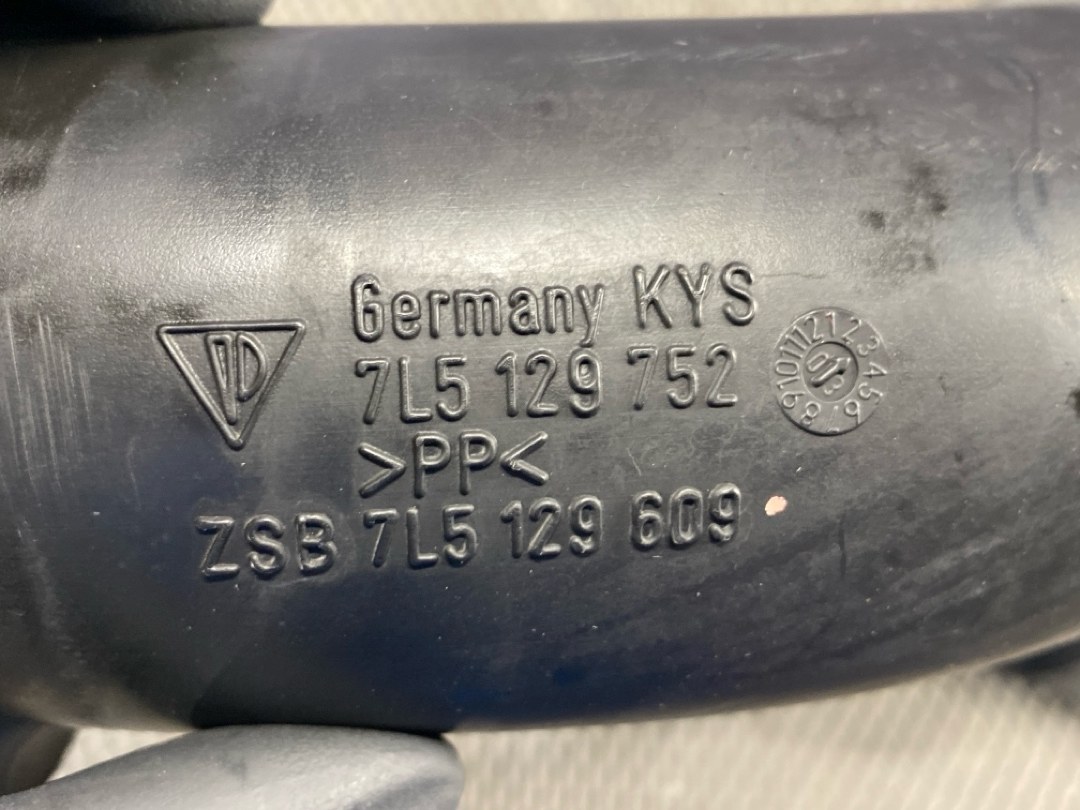 Germany KYS
7L5 129 752
>PP<
ZSB 7L5 129 609